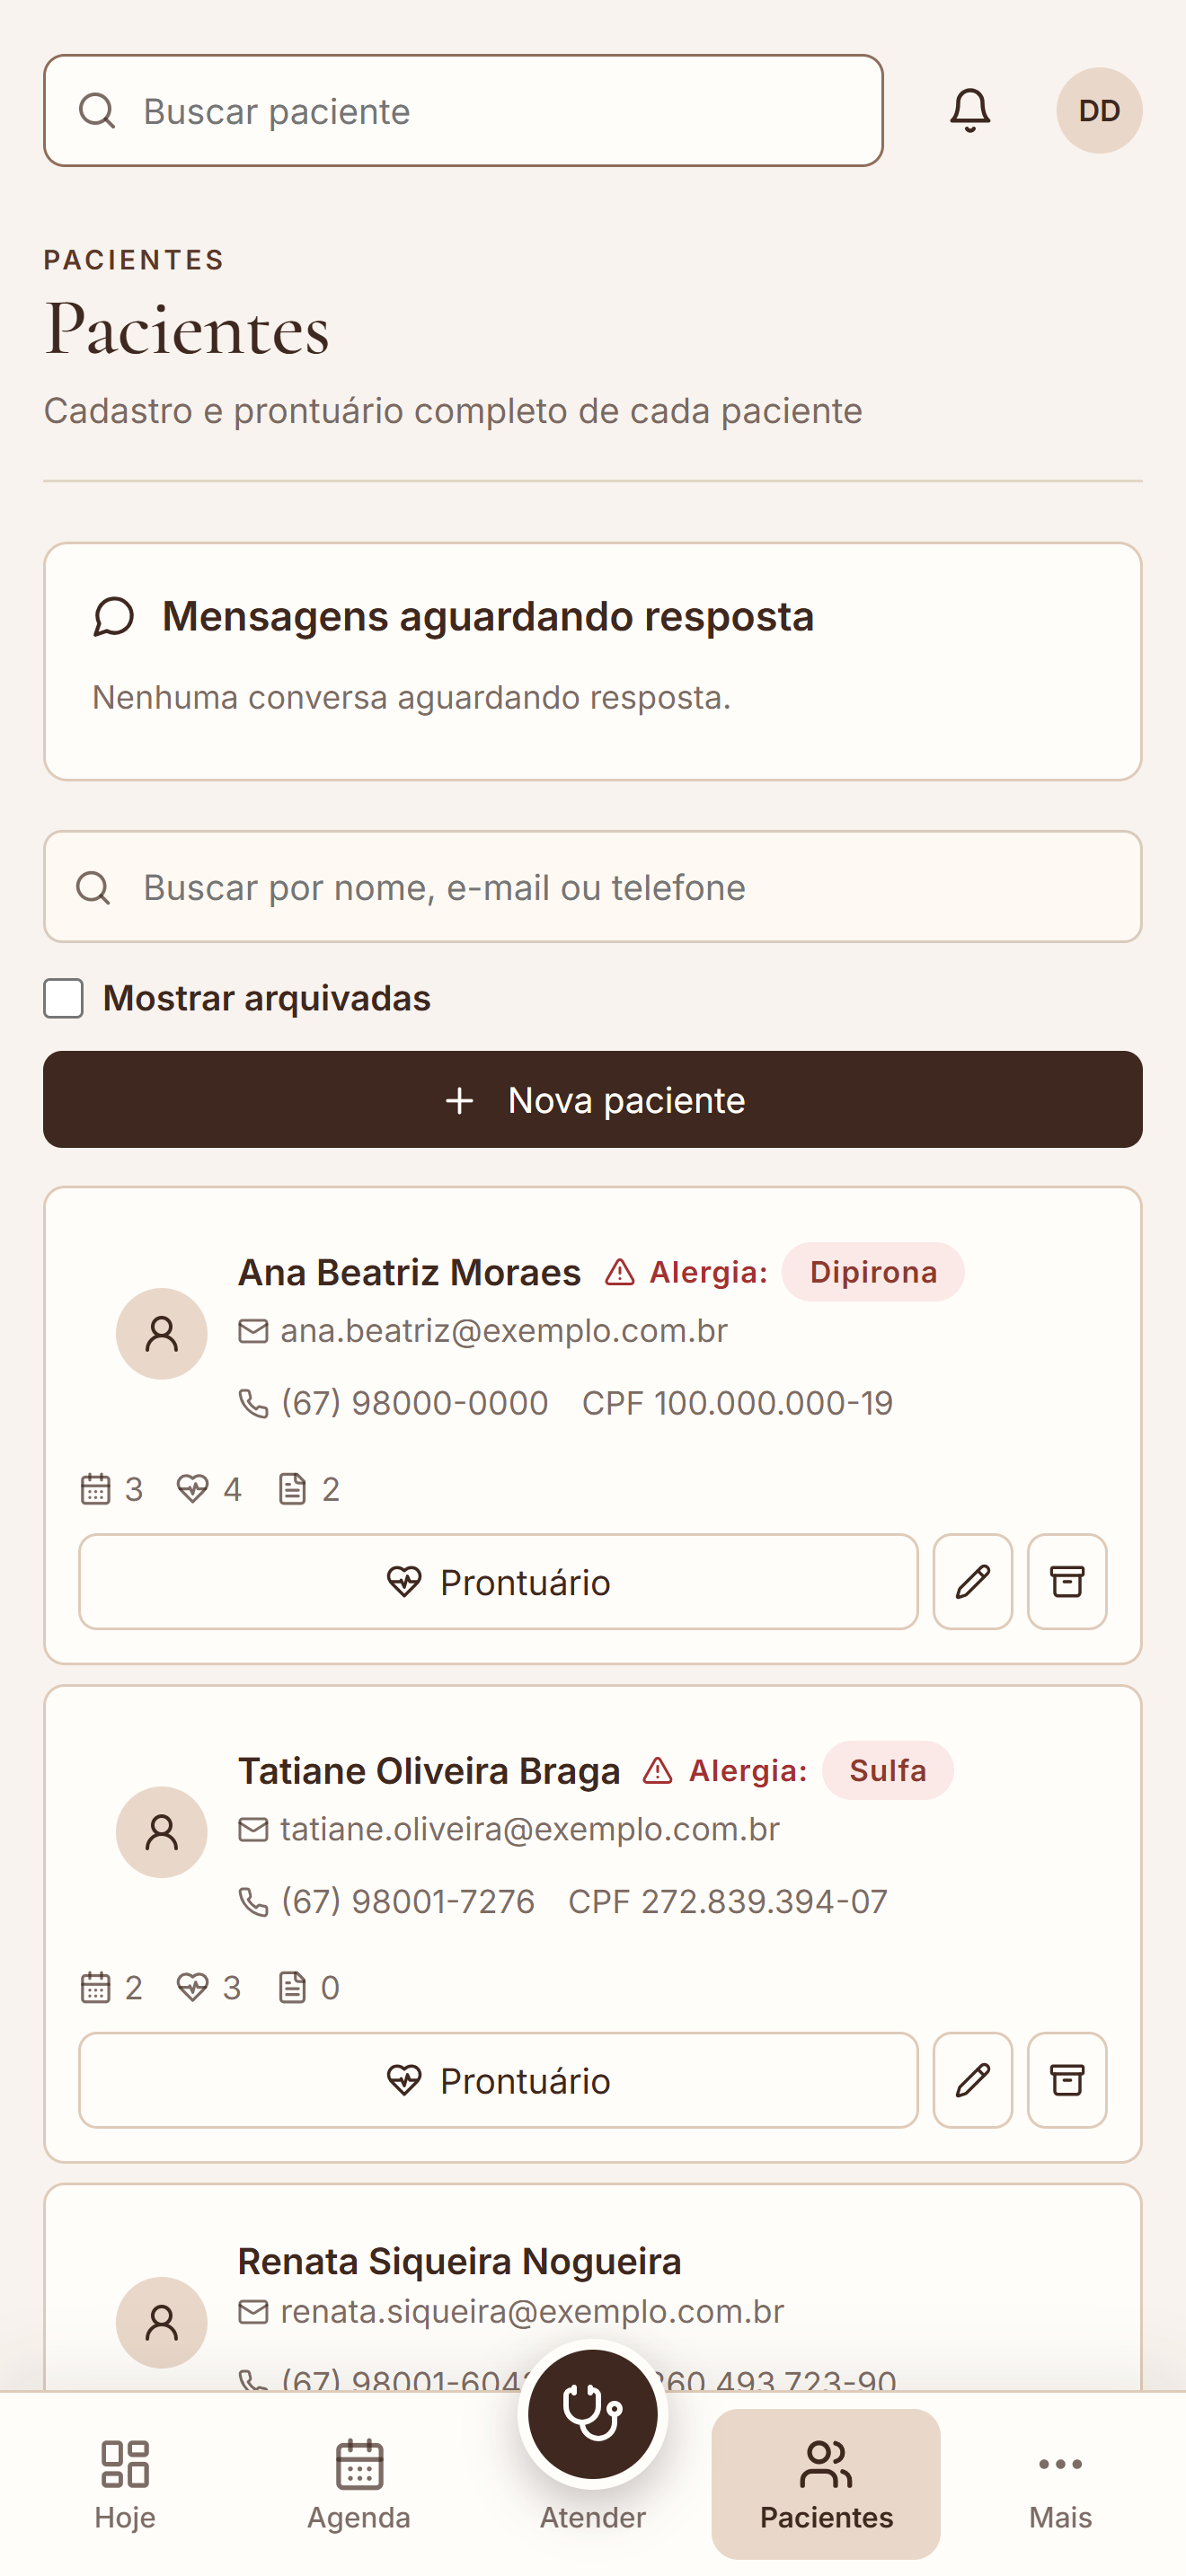 Buscar paciente
DD
PACIENTES
Pacientes
Cadastro e prontuário completo de cada paciente
Mensagens aguardando resposta
Nenhuma conversa aguardando resposta.
Buscar por nome, e-mail ou telefone
Mostrar arquivadas
Nova paciente
Ana Beatriz Moraes Alergia: Dipirona
ana.beatriz@exemplo.com.br
(67) 98000-0000 CPF 100.000.000-19
3 4 2
Prontuário
Tatiane Oliveira Braga Alergia: Sulfa
tatiane.oliveira@exemplo.com.br
(67) 98001-7276 CPF 272.839.394-07
2 3 0
Prontuário
Renata Siqueira Nogueira
renata.siqueira@exemplo.com.br
(67)
Hoje
Agenda
Atender
Pacientes
Mais